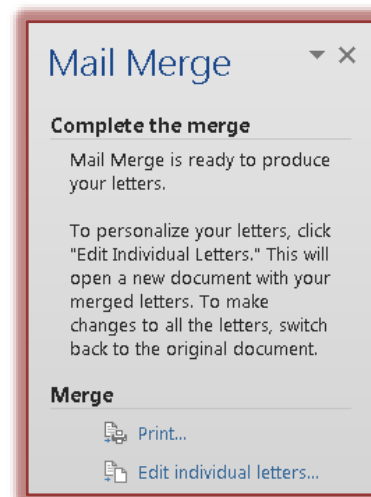 Mail Merge
Complete the merge
Mail Merge is ready to produce
your letters.
To personalize your letters, click
"Edit Individual Letters." This will
open a new document with your
merged letters. To make
changes to all the letters, switch
back to the original document.
Merge
Print...
Edit individual letters...